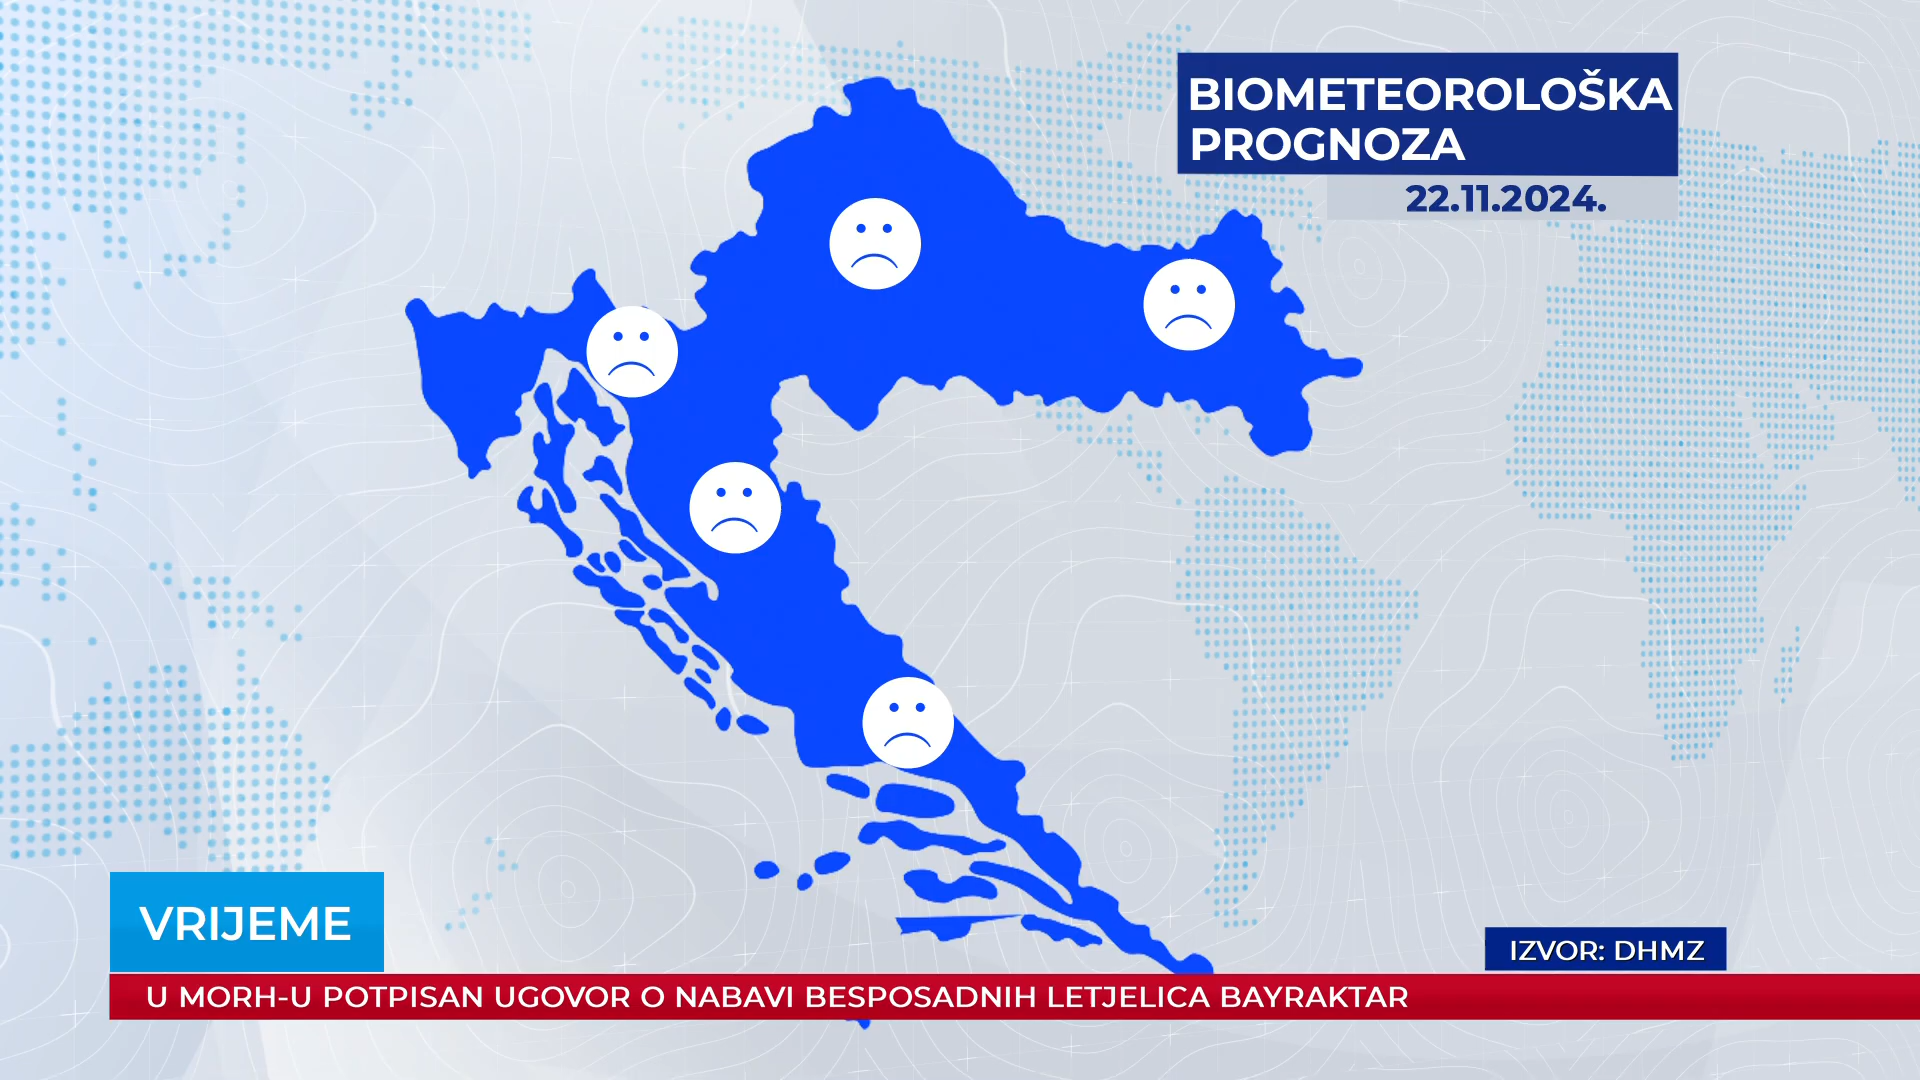 BIOMETEOROLOŠKA
PROGNOZA
22.11.2024.
VRIJEME
IZVOR: DHMZ
U MORH-U POTPISAN UGOVOR O NABAVI BESPOSADNIH LETJELICA BAYRAKTAR